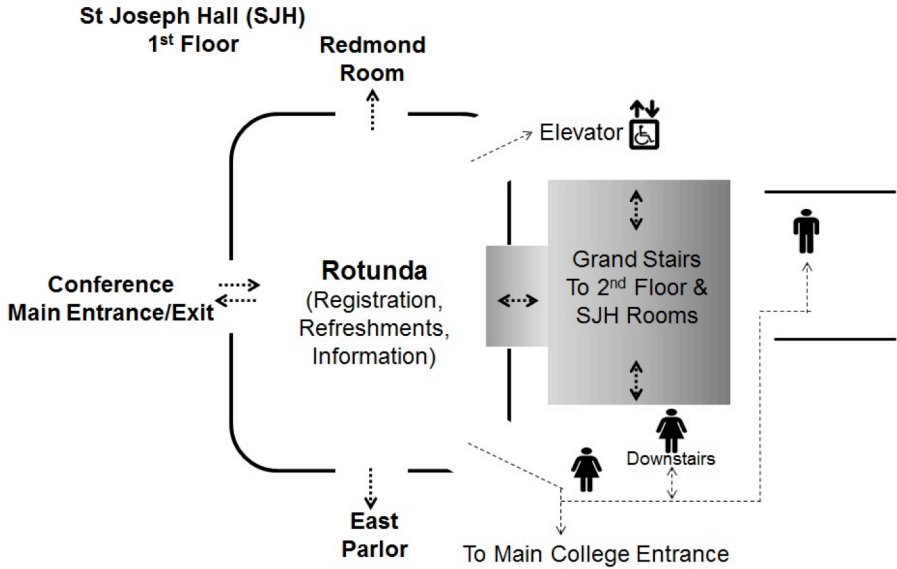 St Joseph Hall (SJH)
1st Floor
Redmond
Room
Elevator
Conference
Main Entrance/Exit
Rotunda
(Registration,
Refreshments,
Information)
Grand Stairs
To 2nd Floor &
SJH Rooms
Downstairs
East
Parlor
To Main College Entrance